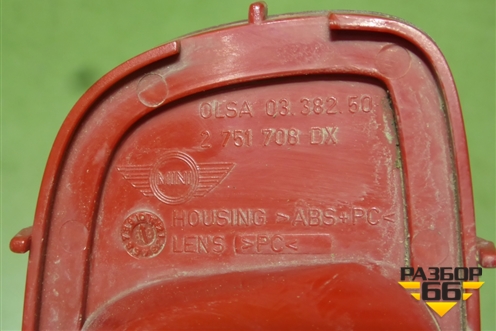 OLSA 03.382.50
2 751 708 DX
MINI
HOUSING >ABS+PC<
LENS >PC<
РАЗБОР
66